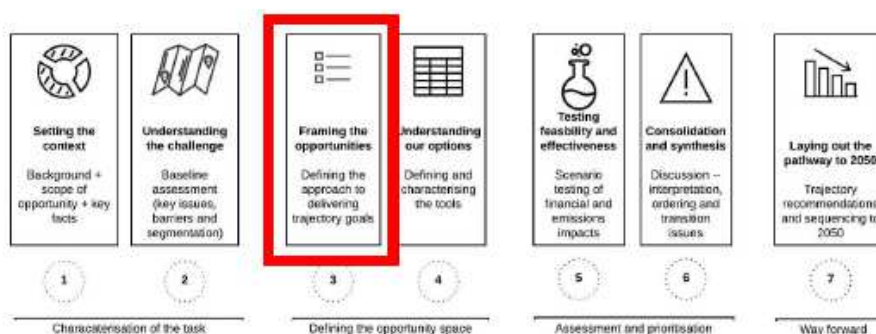 Setting the
context
Background +
scope of
opportunity + key
facts
1
Understanding
the challenge
Baseline
assessment
(key issues,
barriers and
segmentation)
2
Characaterisation of the task
Framing the
opportunities
Defining the
approach to
delivering
trajectory goals
3
Understanding
our options
Defining and
characterising
the tools
4
Defining the opportunity space
Testing
feasbility and
effectiveness
Scenario
testing of
financial and
emissions
impacts
5
Consolidation
and synthesis
Discussion –
interpretation,
ordering and
transition
issues
6
Assessment and prioritisation
Laying out the
pathway to 2050
Trajectory
recommendations
and sequencing to
2050
7
Way forward